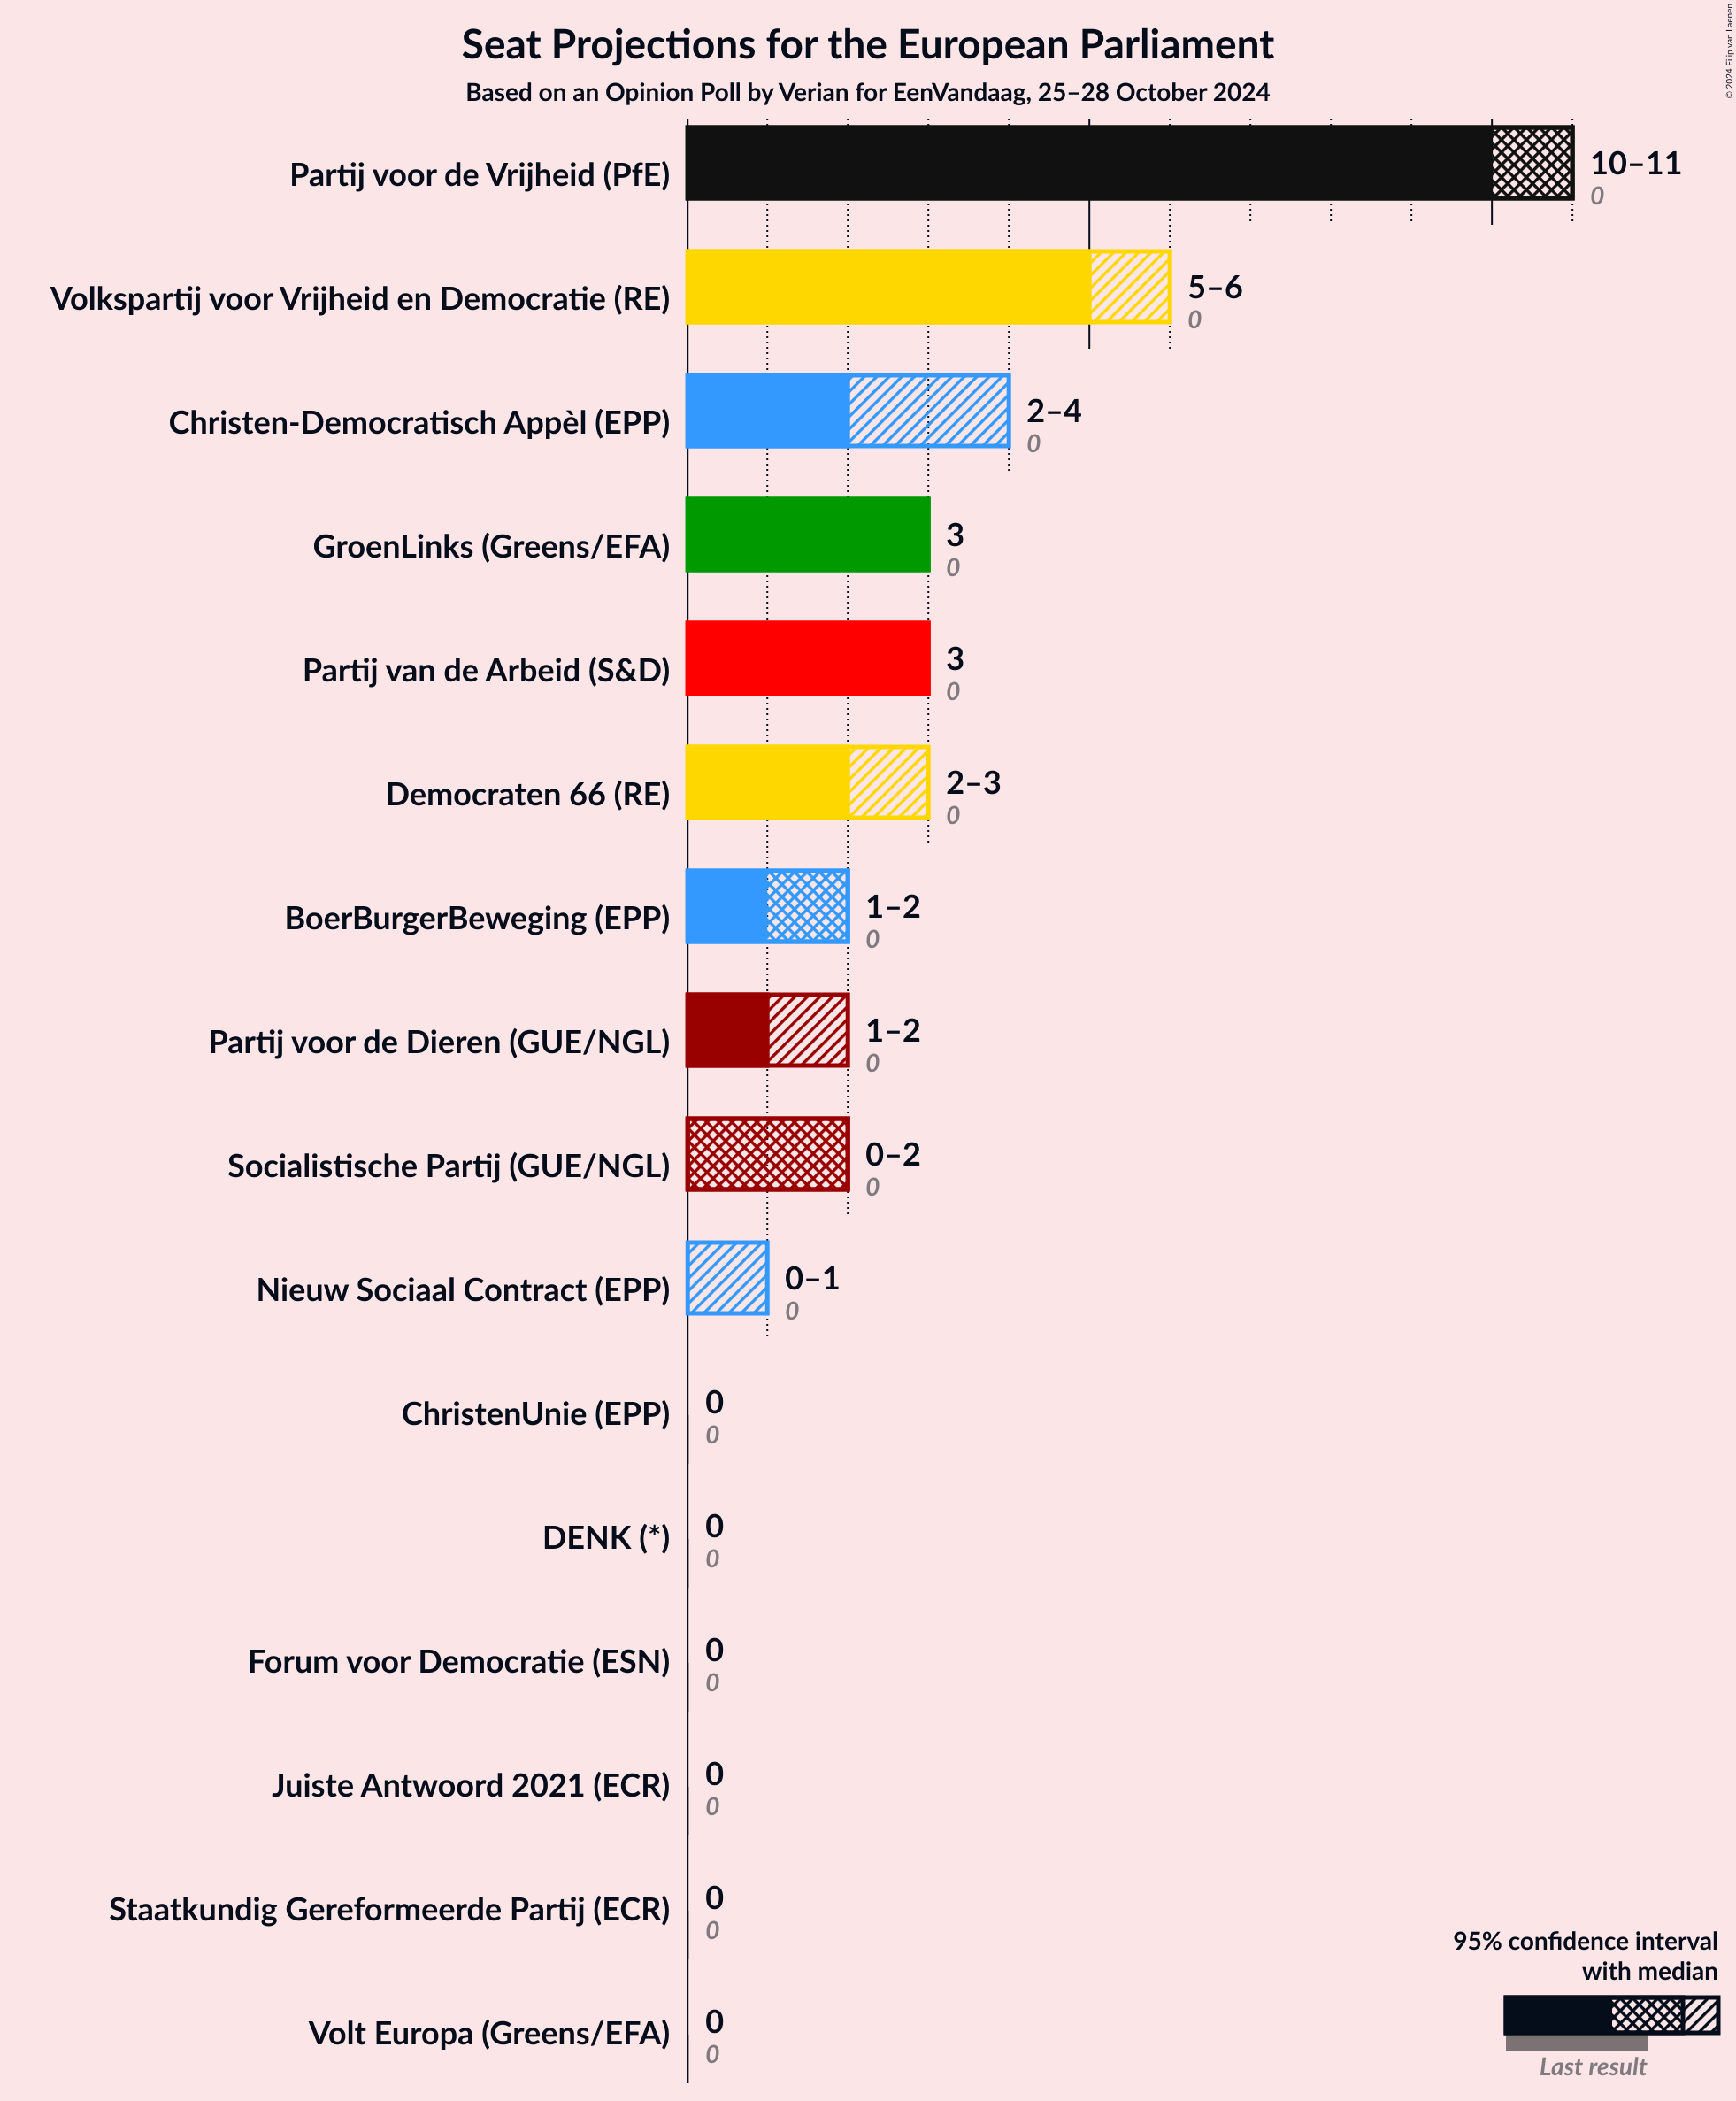 Seat Projections for the European Parliament
Based on an Opinion Poll by Verian for EenVandaag, 25–28 October 2024
© 2024 Filip van Laenen
Partij voor de Vrijheid (PfE)
10–11
0
Volkspartij voor Vrijheid en Democratie (RE)
5–6
0
Christen-Democratisch Appèl (EPP)
2–4
0
GroenLinks (Greens/EFA)
3
0
Partij van de Arbeid (S&D)
3
0
Democraten 66 (RE)
2–3
0
BoerBurgerBeweging (EPP)
1–2
0
Partij voor de Dieren (GUE/NGL)
1–2
0
Socialistische Partij (GUE/NGL)
0–2
0
Nieuw Sociaal Contract (EPP)
0–1
0
ChristenUnie (EPP)
0
0
DENK (*)
0
0
Forum voor Democratie (ESN)
0
0
Juiste Antwoord 2021 (ECR)
0
0
Staatkundig Gereformeerde Partij (ECR)
0
0
Volt Europa (Greens/EFA)
0
0
95% confidence interval
with median
Last result